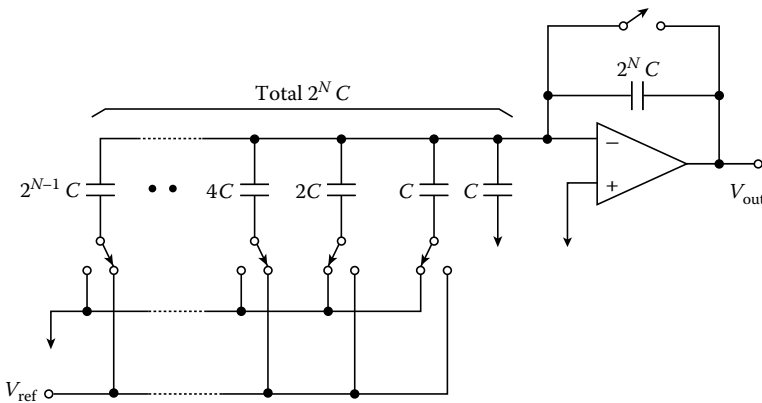 2^N C
Total 2^N C
2^{N–1} C
4C
2C
C
C
−
+
V_out
V_ref